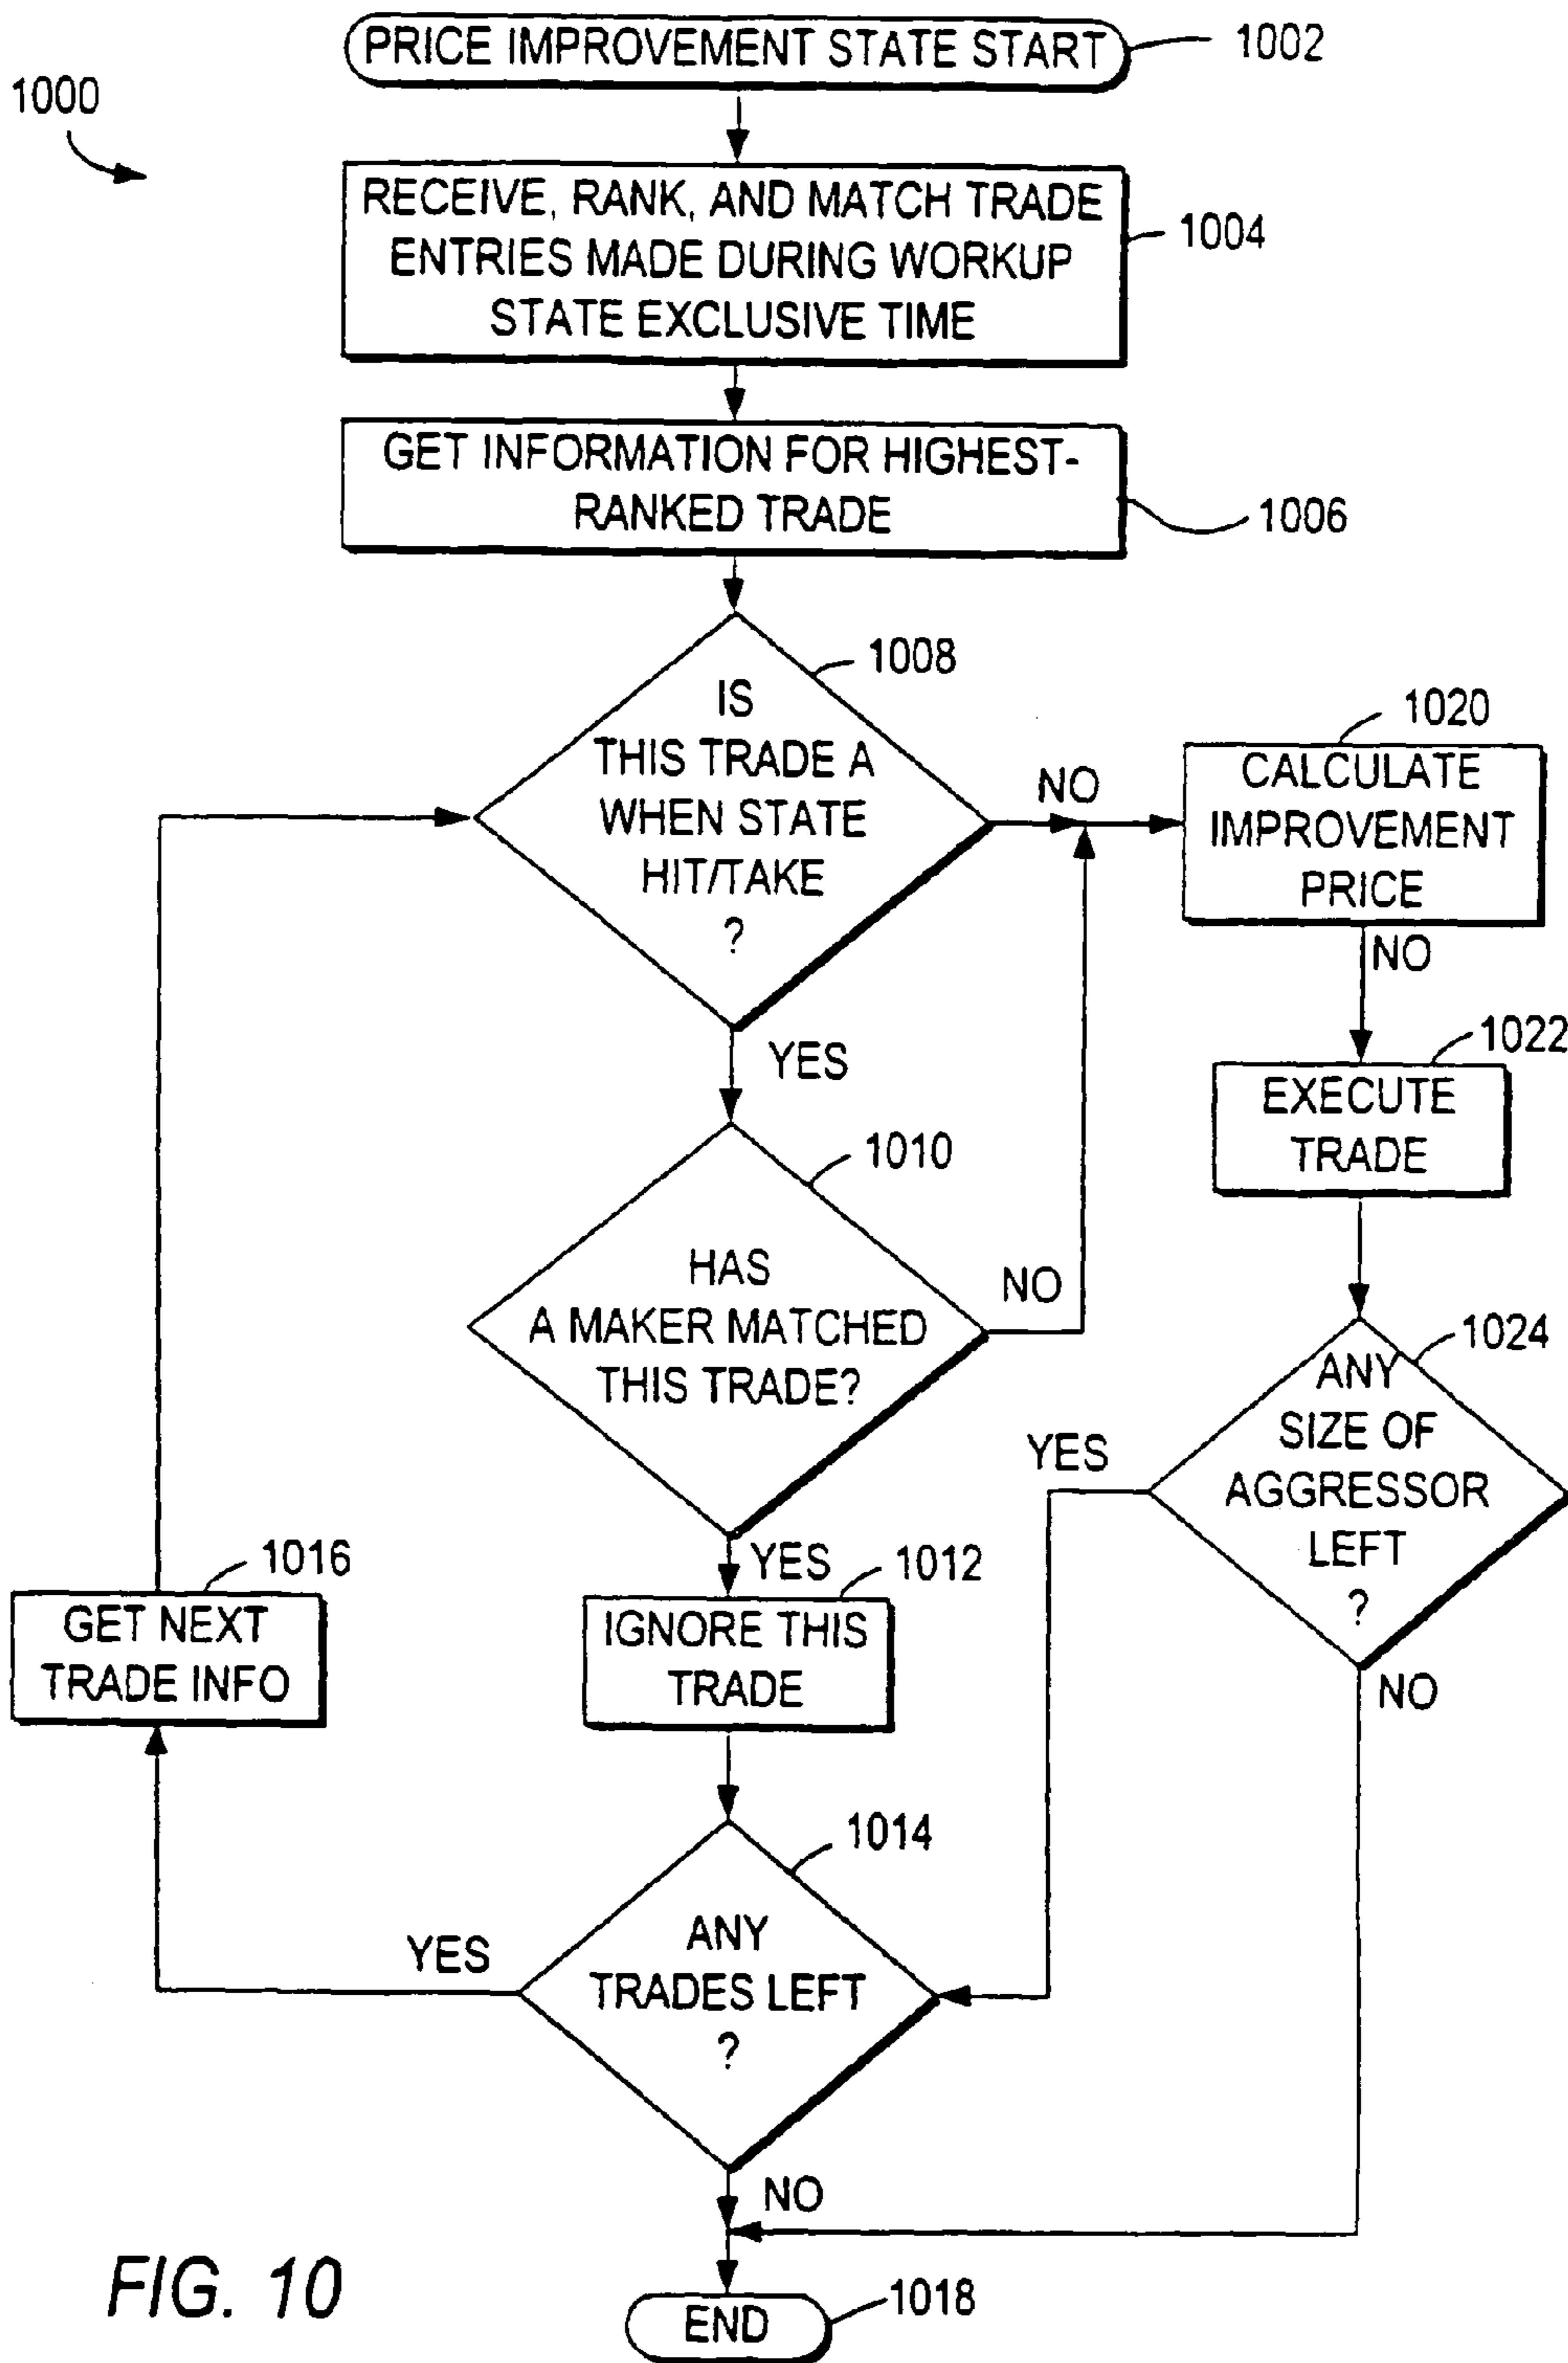 PRICE IMPROVEMENT STATE START
1002
1000
RECEIVE, RANK, AND MATCH TRADE
ENTRIES MADE DURING WORKUP
STATE EXCLUSIVE TIME
1004
GET INFORMATION FOR HIGHEST-
RANKED TRADE
1006
1008
IS
THIS TRADE A
WHEN STATE
HIT/TAKE
?
NO
1020
CALCULATE
IMPROVEMENT
PRICE
NO
YES
1022
EXECUTE
TRADE
1010
HAS
A MAKER MATCHED
THIS TRADE?
NO
1024
ANY
SIZE OF
AGGRESSOR
LEFT
?
YES
NO
YES
1012
IGNORE THIS
TRADE
1016
GET NEXT
TRADE INFO
1014
ANY
TRADES LEFT
?
YES
NO
1018
END
FIG. 10